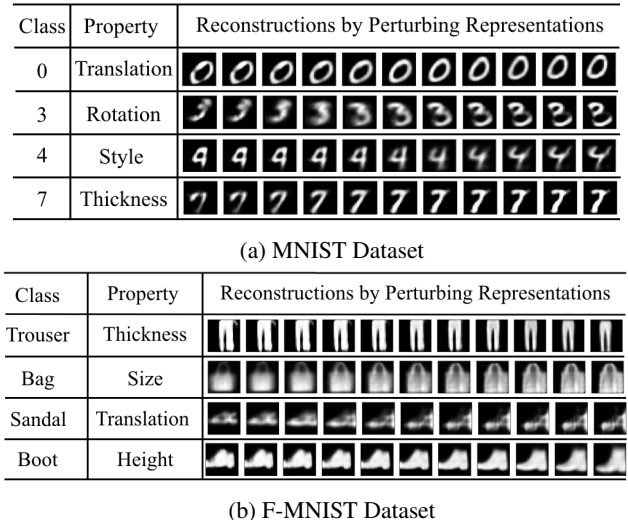 Class Property Reconstructions by Perturbing Representations
0 Translation
3 Rotation
4 Style
7 Thickness
(a) MNIST Dataset
Class Property Reconstructions by Perturbing Representations
Trouser Thickness
Bag Size
Sandal Translation
Boot Height
(b) F-MNIST Dataset